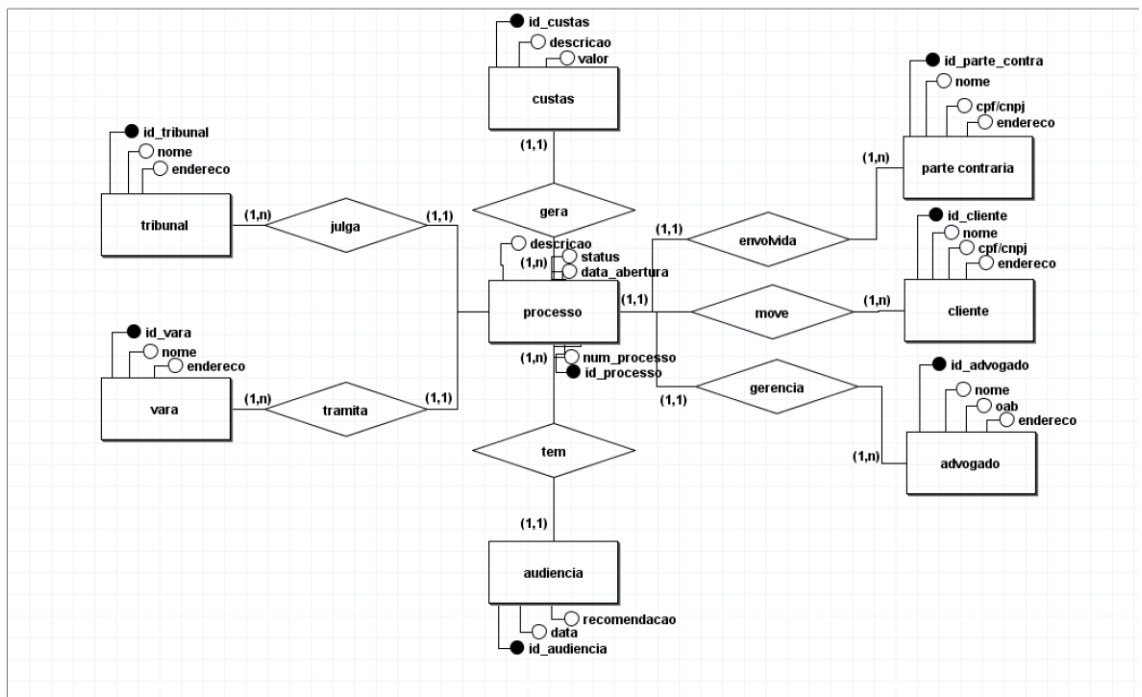 id_custas
descricao
valor
custas
(1,1)
gera
(1,n)
id_parte_contra
nome
cpf/cnpj
endereco
parte contraria
(1,n)
envolvida
(1,1)
id_tribunal
nome
endereco
tribunal
(1,n)
julga
(1,1)
id_cliente
nome
cpf/cnpj
endereco
cliente
(1,n)
move
(1,1)
descricao
status
data_abertura
processo
num_processo
id_processo
(1,n)
id_vara
nome
endereco
vara
(1,n)
tramita
(1,1)
id_advogado
nome
oab
endereco
advogado
(1,n)
gerencia
(1,1)
tem
(1,1)
audiencia
recomendacao
data
id_audiencia